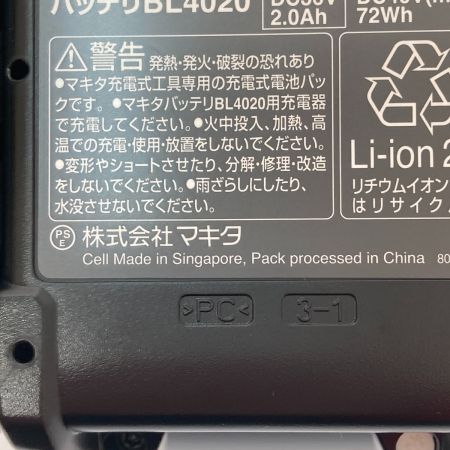 バッテリBL4020
2.0Ah
72Wh
警告 発熱・発火・破裂の恐れあり
●マキタ充電式工具専用の充電式電池パッ
クです。●マキタバッテリBL4020用充電器
で充電してください。●火中投入、加熱、高
温での充電・使用・放置をしないでください。
●変形やショートさせたり、分解・修理・改造
をしないでください。●雨ざらしにしたり、
水没させないでください。
Li-ion
リチウムイオン
はリサイク
PS
E
株式会社マキタ
Cell Made in Singapore, Pack processed in China 80
>PC< 3-1